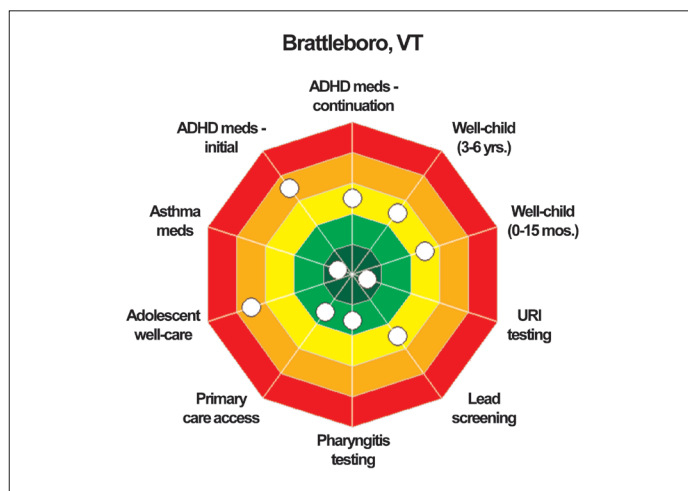 Brattleboro, VT
ADHD meds -
continuation
Well-child
(3-6 yrs.)
Well-child
(0-15 mos.)
URI
testing
Lead
screening
Pharyngitis
testing
Primary
care access
Adolescent
well-care
Asthma
meds
ADHD meds -
initial